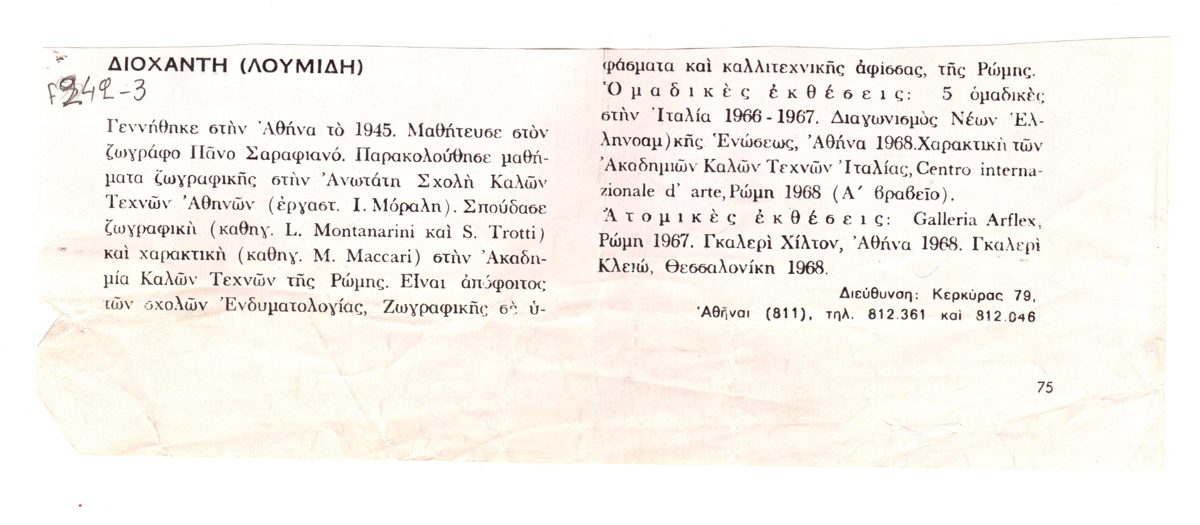 ΔΙΟΧΑΝΤΗ (ΛΟΥΜΙΔΗ)
242-3
Γεννήθηκε στὴν Ἀθήνα τὸ 1945. Μαθήτευσε στὸν
ζωγράφο Πᾶνο Σαραφιανό. Παρακολούθησε μαθή-
ματα ζωγραφικῆς στὴν Ἀνωτάτη Σχολὴ Καλῶν
Τεχνῶν Ἀθηνῶν (ἐργαστ. Ι. Μόραλη). Σπούδασε
ζωγραφικὴ (καθηγ. L. Montanarini καὶ S. Trotti)
καὶ χαρακτικὴ (καθηγ. M. Maccari) στὴν Ἀκαδη-
μία Καλῶν Τεχνῶν τῆς Ρώμης. Εἶναι ἀπόφοιτος
τῶν σχολῶν Ἐνδυματολογίας, Ζωγραφικῆς σὲ ὑ-
φάσματα καὶ καλλιτεχνικῆς ἀφίσσας, τῆς Ρώμης.
Ὁμαδικὲς ἐκθέσεις: 5 ὁμαδικὲς
στὴν Ἰταλία 1966 - 1967. Διαγωνισμὸς Νέων Ἑλ-
ληνοαμ)κῆς Ἑνώσεως, Ἀθήνα 1968.Χαρακτικὴ τῶν
Ἀκαδημιῶν Καλῶν Τεχνῶν Ἰταλίας, Centro interna-
zionale d' arte, Ρώμη 1968 (Α′ βραβεῖο).
Ἀτομικὲς ἐκθέσεις: Galleria Arflex,
Ρώμη 1967. Γκαλερὶ Χίλτον, Ἀθήνα 1968. Γκαλερὶ
Κλειώ, Θεσσαλονίκη 1968.
Διεύθυνση: Κερκύρας 79,
Ἀθῆναι (811), τηλ. 812.361 καὶ 812.046
75